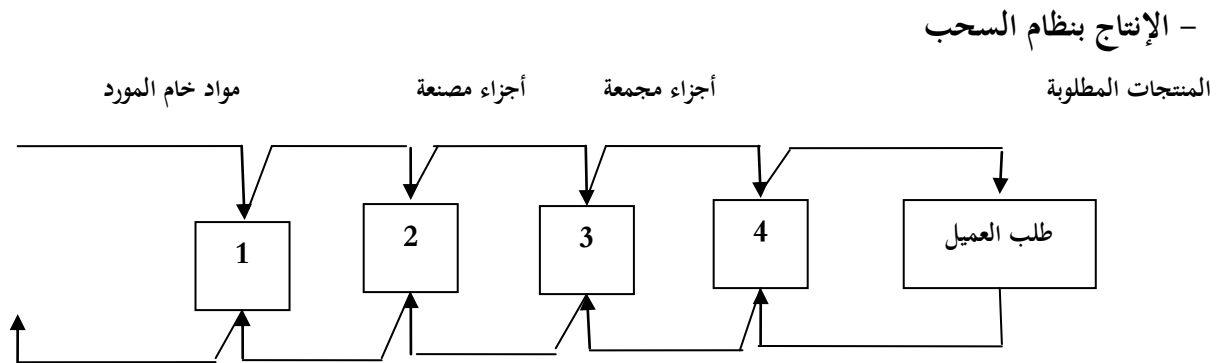 – الإنتاج بنظام السحب
المنتجات المطلوبة أجزاء مجمعة أجزاء مصنعة مواد خام المورد
طلب العميل 4 3 2 1